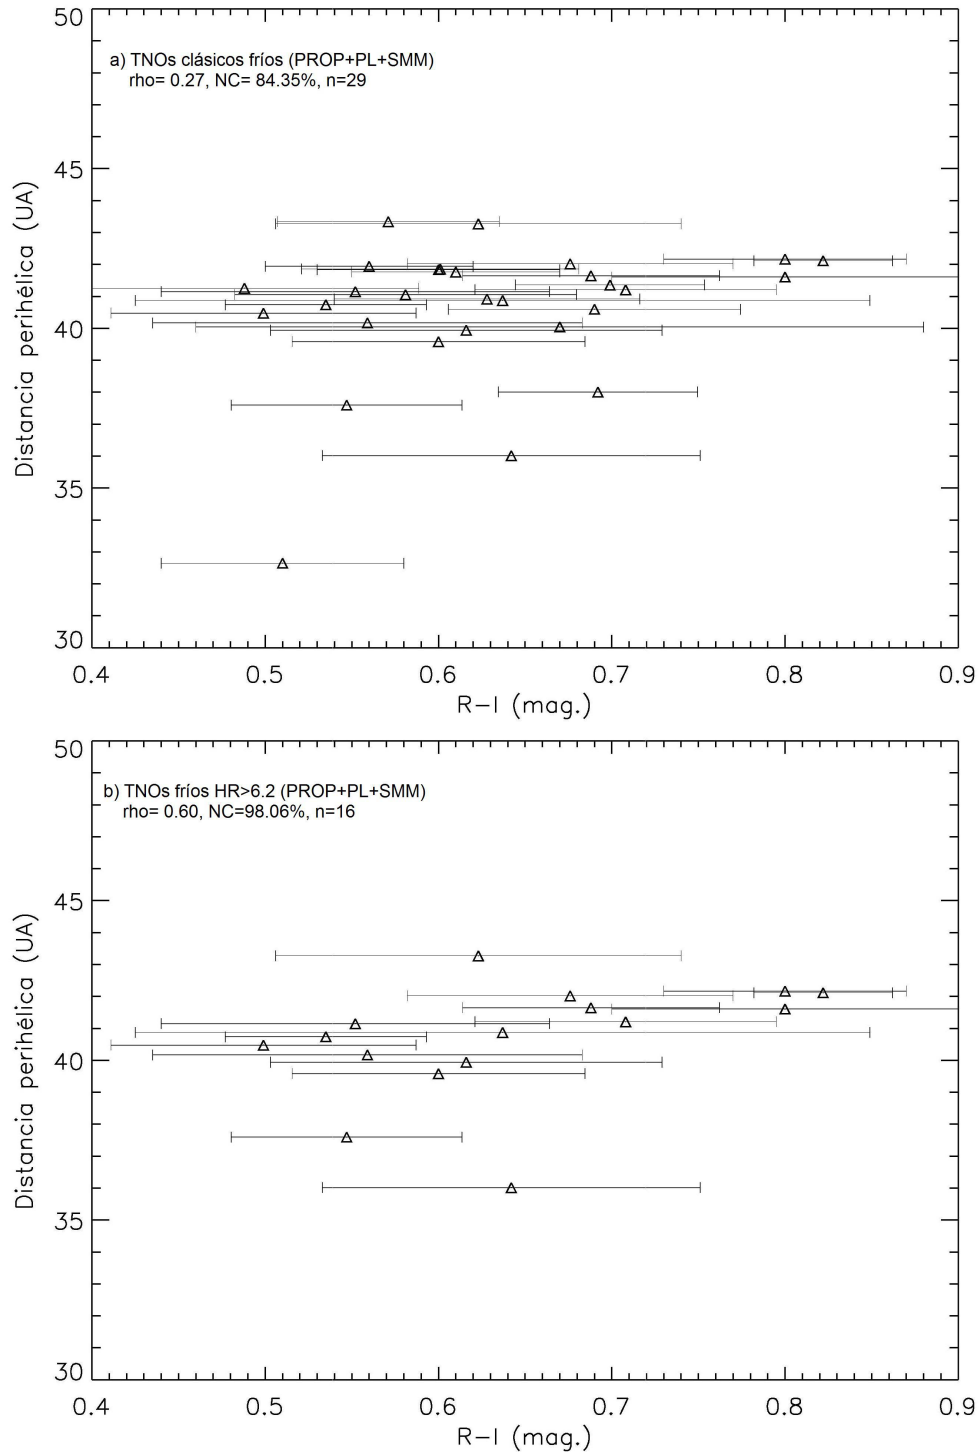 50
a) TNOs clásicos fríos (PROP+PL+SMM)
rho= 0.27, NC= 84.35%, n=29
45
40
35
30
Distancia perihélica (UA)
0.4 0.5 0.6 0.7 0.8 0.9
R-I (mag.)
50
b) TNOs fríos HR>6.2 (PROP+PL+SMM)
rho= 0.60, NC=98.06%, n=16
45
40
35
30
Distancia perihélica (UA)
0.4 0.5 0.6 0.7 0.8 0.9
R-I (mag.)